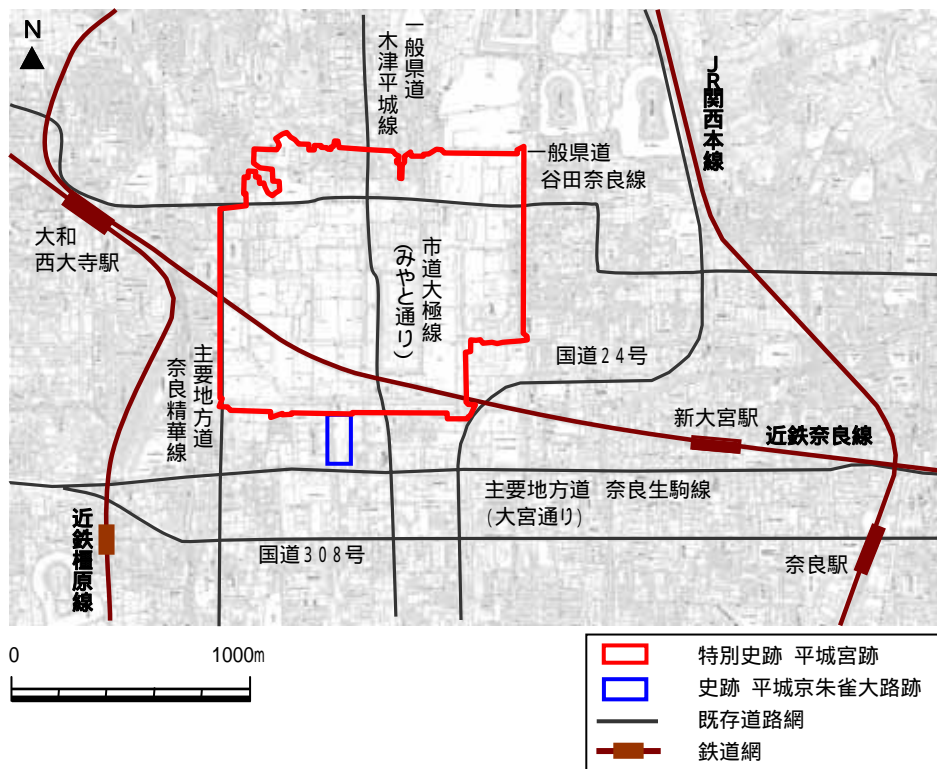 N
一般県道
木津平城線
JR関西本線
一般県道
谷田奈良線
大和
西大寺駅
市道大極線
(みやと通り)
主要地方道
奈良精華線
国道24号
新大宮駅
近鉄奈良線
主要地方道 奈良生駒線
(大宮通り)
近鉄橿原線
国道308号
奈良駅
0 1000m
特別史跡 平城宮跡
史跡 平城京朱雀大路跡
既存道路網
鉄道網